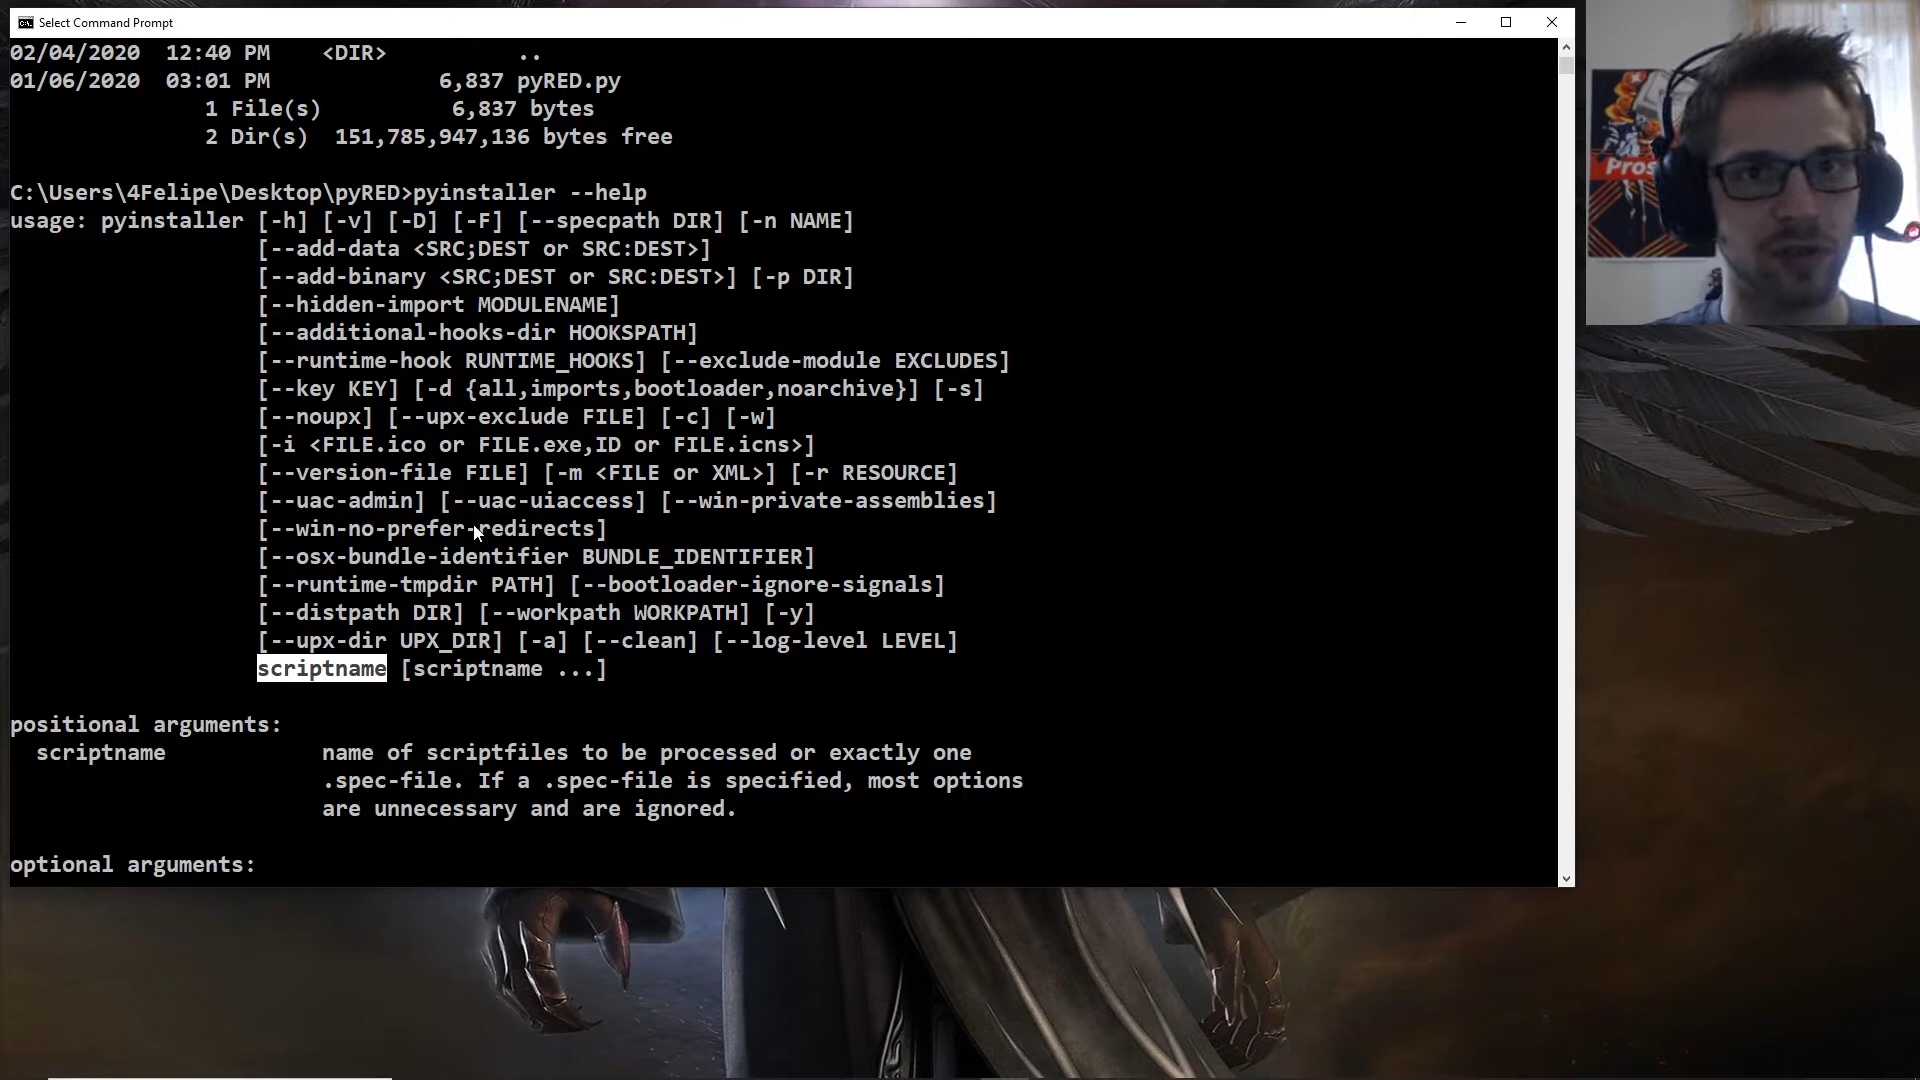 Select Command Prompt
02/04/2020 12:40 PM <DIR> ..
01/06/2020 03:01 PM 6,837 pyRED.py
1 File(s) 6,837 bytes
2 Dir(s) 151,785,947,136 bytes free
C:\Users\4Felipe\Desktop\pyRED>pyinstaller --help
usage: pyinstaller [-h] [-v] [-D] [-F] [--specpath DIR] [-n NAME]
[--add-data <SRC;DEST or SRC:DEST>]
[--add-binary <SRC;DEST or SRC:DEST>] [-p DIR]
[--hidden-import MODULENAME]
[--additional-hooks-dir HOOKSPATH]
[--runtime-hook RUNTIME_HOOKS] [--exclude-module EXCLUDES]
[--key KEY] [-d {all,imports,bootloader,noarchive}] [-s]
[--noupx] [--upx-exclude FILE] [-c] [-w]
[-i <FILE.ico or FILE.exe,ID or FILE.icns>]
[--version-file FILE] [-m <FILE or XML>] [-r RESOURCE]
[--uac-admin] [--uac-uiaccess] [--win-private-assemblies]
[--win-no-prefer-redirects]
[--osx-bundle-identifier BUNDLE_IDENTIFIER]
[--runtime-tmpdir PATH] [--bootloader-ignore-signals]
[--distpath DIR] [--workpath WORKPATH] [-y]
[--upx-dir UPX_DIR] [-a] [--clean] [--log-level LEVEL]
scriptname [scriptname ...]
positional arguments:
scriptname name of scriptfiles to be processed or exactly one
.spec-file. If a .spec-file is specified, most options
are unnecessary and are ignored.
optional arguments:
Pros